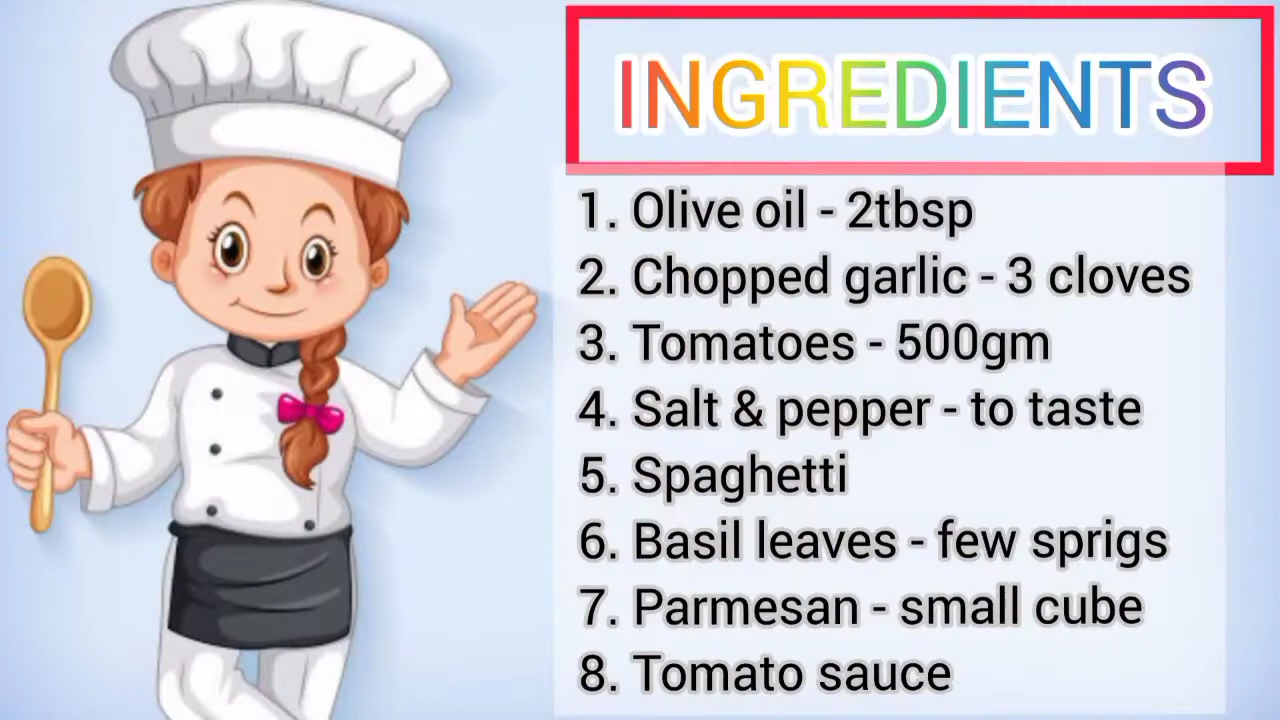 INGREDIENTS
1. Olive oil - 2tbsp
2. Chopped garlic - 3 cloves
3. Tomatoes - 500gm
4. Salt & pepper - to taste
5. Spaghetti
6. Basil leaves - few sprigs
7. Parmesan - small cube
8. Tomato sauce